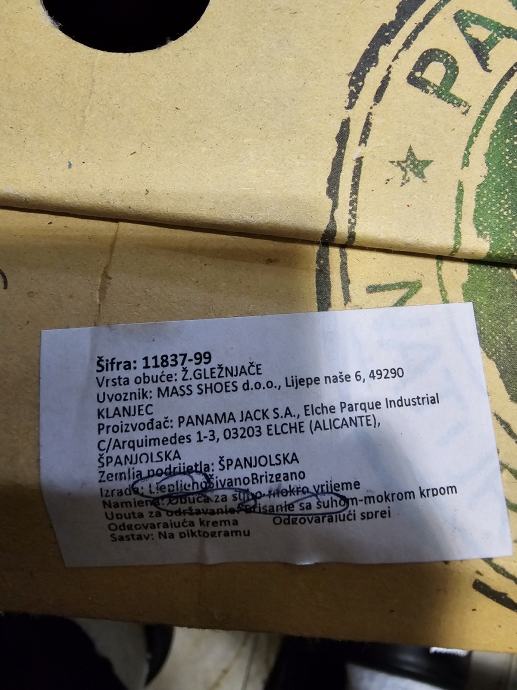 PA
Šifra: 11837-99
Vrsta obuće: Ž.GLEŽNJAČE
Uvoznik: MASS SHOES d.o.o., Lijepe naše 6, 49290
KLANJEC
Proizvođač: PANAMA JACK S.A., Elche Parque Industrial
C/Arquimedes 1-3, 03203 ELCHE (ALICANTE),
ŠPANJOLSKA
Zemlja podrijetla: ŠPANJOLSKA
Izrada: LjepljenoŠivanoBrizgano
Namjena: Obuća za suho-mokro vrijeme
Uputa za održavanje: Brisanje sa suhom-mokrom krpom
Odgovarajuća krema Odgovarajući sprej
Sastav: Na piktogramu